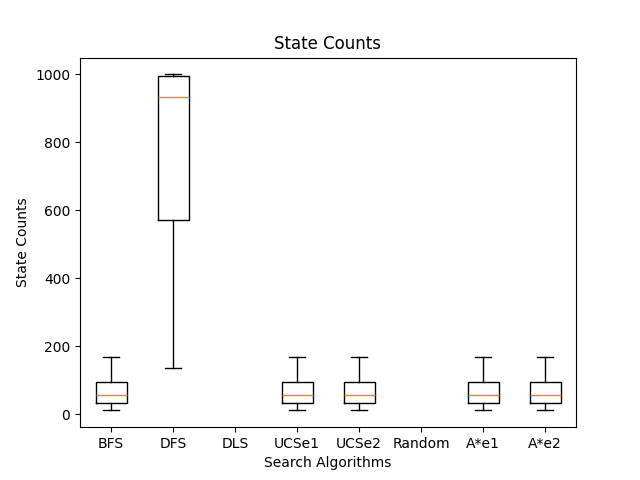 State Counts
1000
800
600
400
200
0
State Counts
BFS DFS DLS UCSe1 UCSe2 Random A*e1 A*e2
Search Algorithms